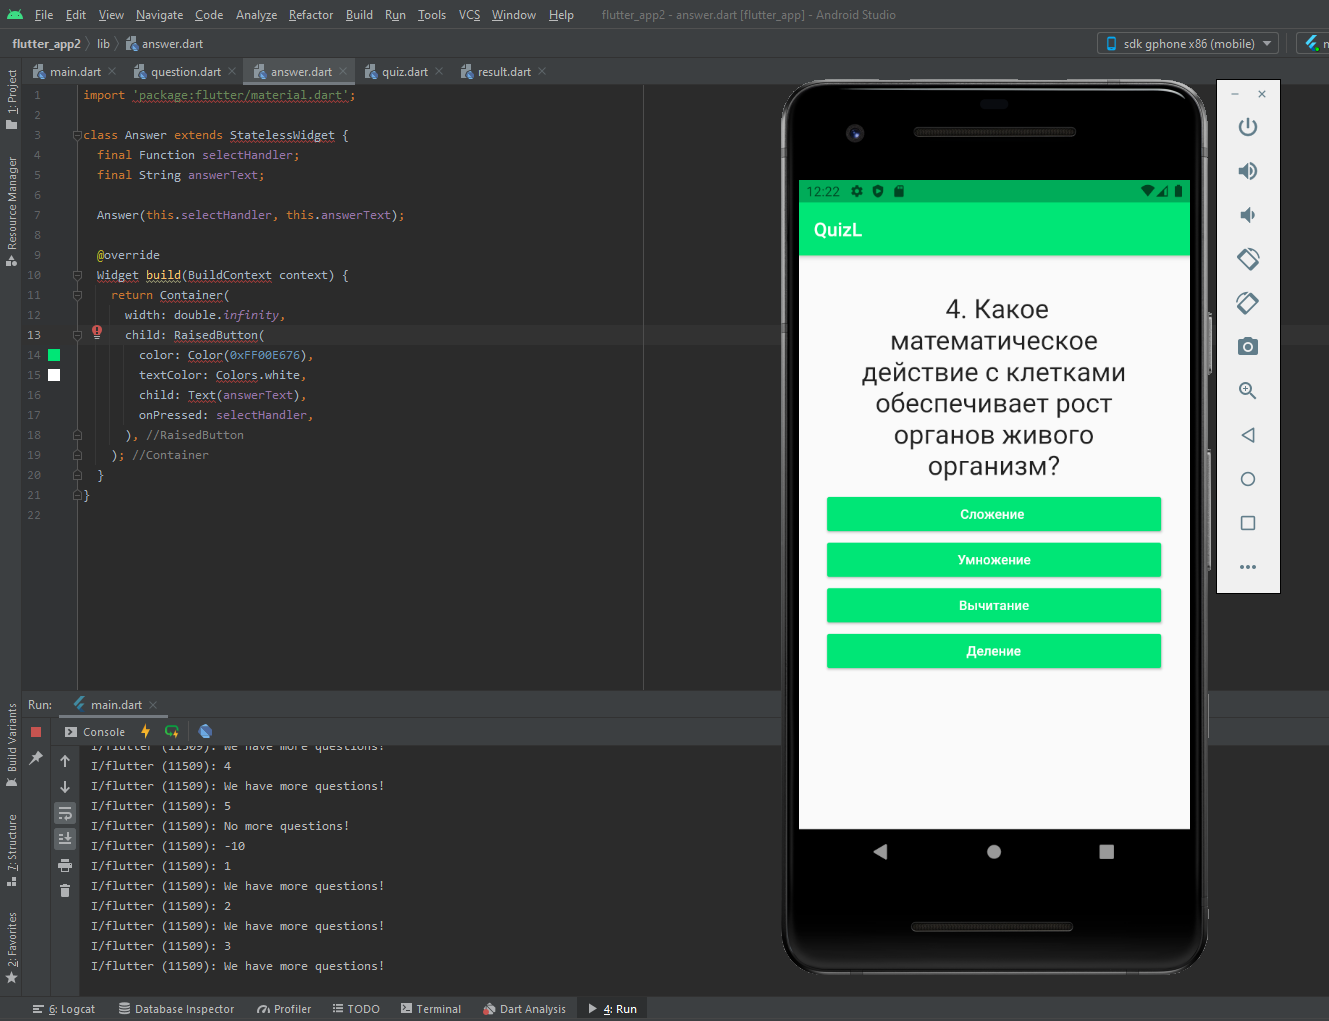 File Edit View Navigate Code Analyze Refactor Build Run Tools VCS Window Help flutter_app2 - answer.dart [flutter_app] - Android Studio
flutter_app2 lib answer.dart
sdk gphone x86 (mobile)
main.dart question.dart answer.dart quiz.dart result.dart
1: Project
Resource Manager
Build Variants
7: Structure
2: Favorites
1 import 'package:flutter/material.dart';
2
3 class Answer extends StatelessWidget {
4 final Function selectHandler;
5 final String answerText;
6
7 Answer(this.selectHandler, this.answerText);
8
9 @override
10 Widget build(BuildContext context) {
11 return Container(
12 width: double.infinity,
13 child: RaisedButton(
14 color: Color(0xFF00E676),
15 textColor: Colors.white,
16 child: Text(answerText),
17 onPressed: selectHandler,
18 ), //RaisedButton
19 ); //Container
20 }
21 }
22
12:22
QuizL
4. Какое
математическое
действие с клетками
обеспечивает рост
органов живого
организм?
Сложение
Умножение
Вычитание
Деление
Run: main.dart
Console
I/flutter (11509): We have more questions!
I/flutter (11509): 4
I/flutter (11509): We have more questions!
I/flutter (11509): 5
I/flutter (11509): No more questions!
I/flutter (11509): -10
I/flutter (11509): 1
I/flutter (11509): We have more questions!
I/flutter (11509): 2
I/flutter (11509): We have more questions!
I/flutter (11509): 3
I/flutter (11509): We have more questions!
6: Logcat Database Inspector Profiler TODO Terminal Dart Analysis 4: Run